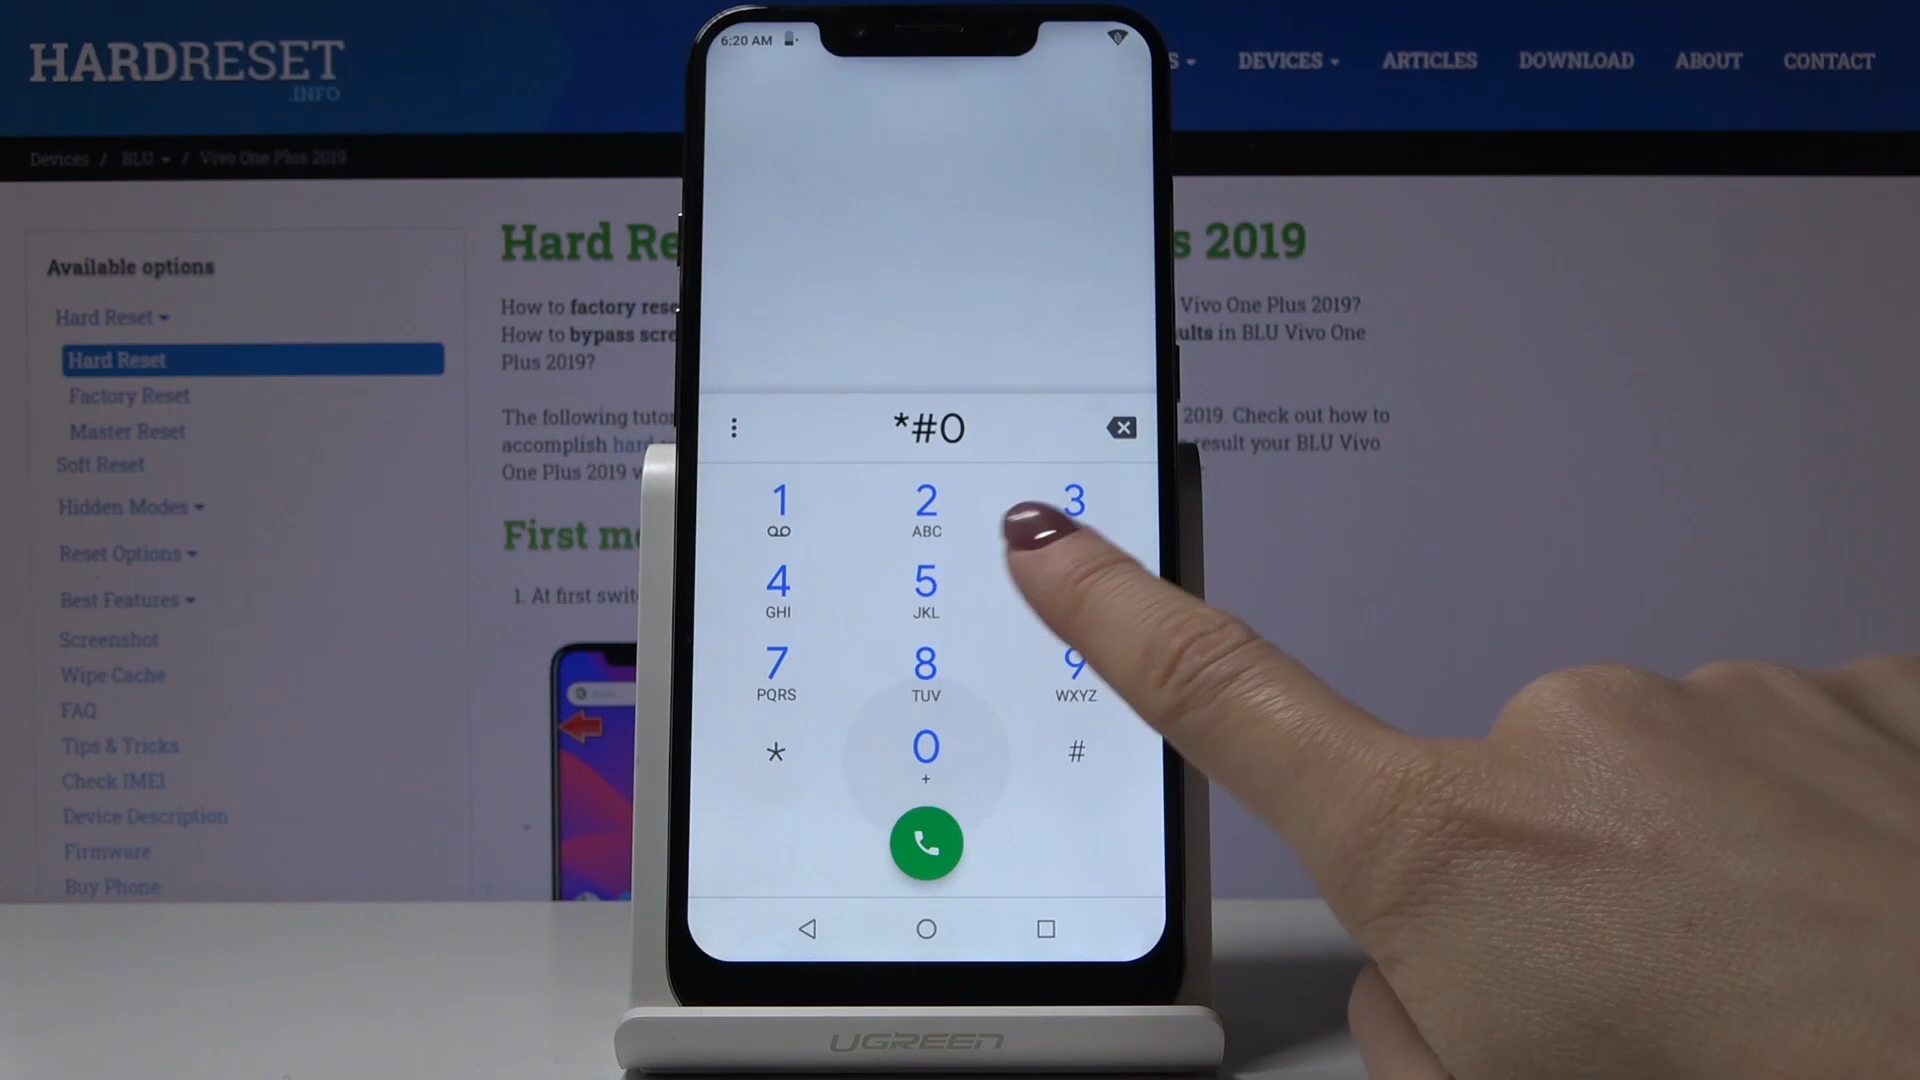 HARDRESET
.INFO
DEVICES
ARTICLES
DOWNLOAD
ABOUT
CONTACT
Devices / BLU / Vivo One Plus 2019
Available options
Hard Reset
Hard Reset
Factory Reset
Master Reset
Soft Reset
Hidden Modes
Reset Options
Best Features
Screenshot
Wipe Cache
FAQ
Tips & Tricks
Check IMEI
Device Description
Firmware
Buy Phone
Hard Re
s 2019
How to factory rese
Vivo One Plus 2019?
How to bypass scre
ults in BLU Vivo One
Plus 2019?
The following tutor
2019. Check out how to
accomplish hard
result your BLU Vivo
One Plus 2019 w
First me
1. At first swit
6:20 AM
*#0
1
2 ABC
3
4 GHI
5 JKL
7 PQRS
8 TUV
9 WXYZ
*
0 +
#
UGREEN